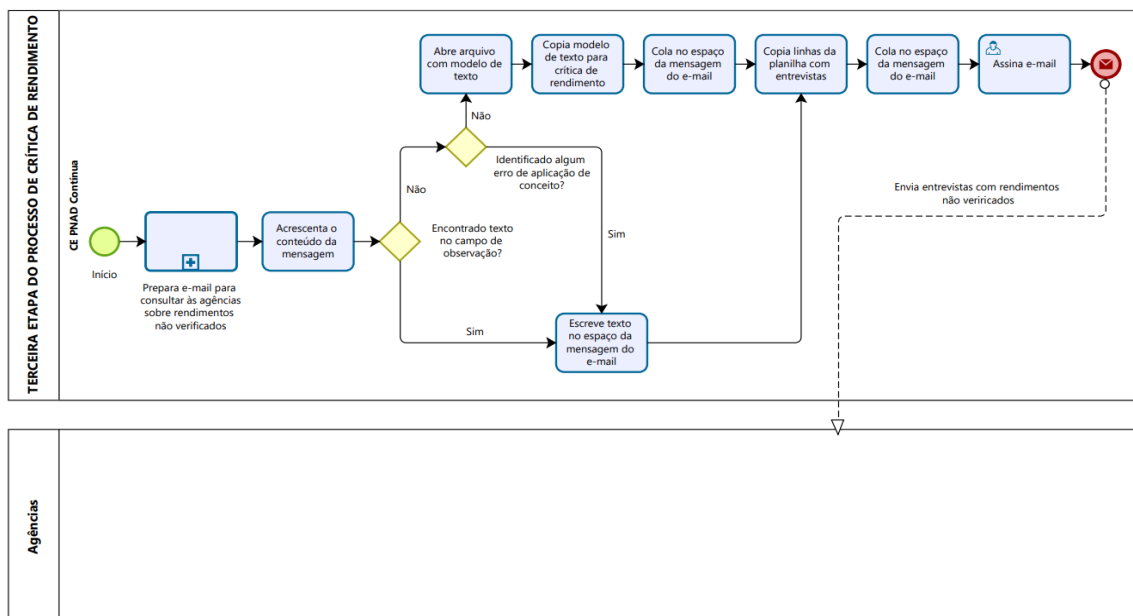 TERCEIRA ETAPA DO PROCESSO DE CRÍTICA DE RENDIMENTO
CE PNAD Contínua
Início
Prepara e-mail para
consultar às agências
sobre rendimentos
não verificados
Acrescenta o
conteúdo da
mensagem
Encontrado texto
no campo de
observação?
Não
Sim
Identificado algum
erro de aplicação de
conceito?
Não
Sim
Abre arquivo
com modelo de
texto
Copia modelo
de texto para
crítica de
rendimento
Cola no espaço
da mensagem
do e-mail
Escreve texto
no espaço da
mensagem do
e-mail
Copia linhas da
planilha com
entrevistas
Cola no espaço
da mensagem
do e-mail
Assina e-mail
Envia entrevistas com rendimentos
não veriricados
Agências